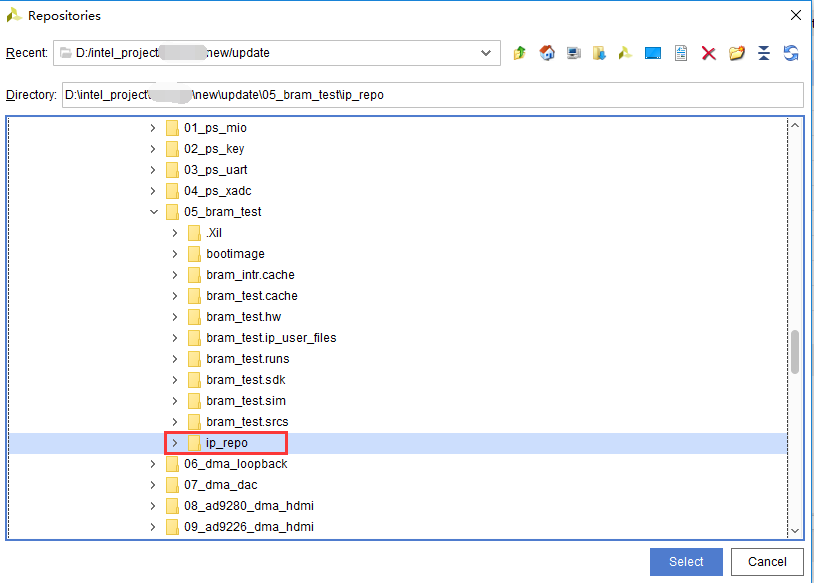 Repositories
Recent: D:/intel_project new/update
Directory: D:\intel_project \new\update\05_bram_test\ip_repo
01_ps_mio
02_ps_key
03_ps_uart
04_ps_xadc
05_bram_test
.Xil
bootimage
bram_intr.cache
bram_test.cache
bram_test.hw
bram_test.ip_user_files
bram_test.runs
bram_test.sdk
bram_test.sim
bram_test.srcs
ip_repo
06_dma_loopback
07_dma_dac
08_ad9280_dma_hdmi
09_ad9226_dma_hdmi
Select Cancel